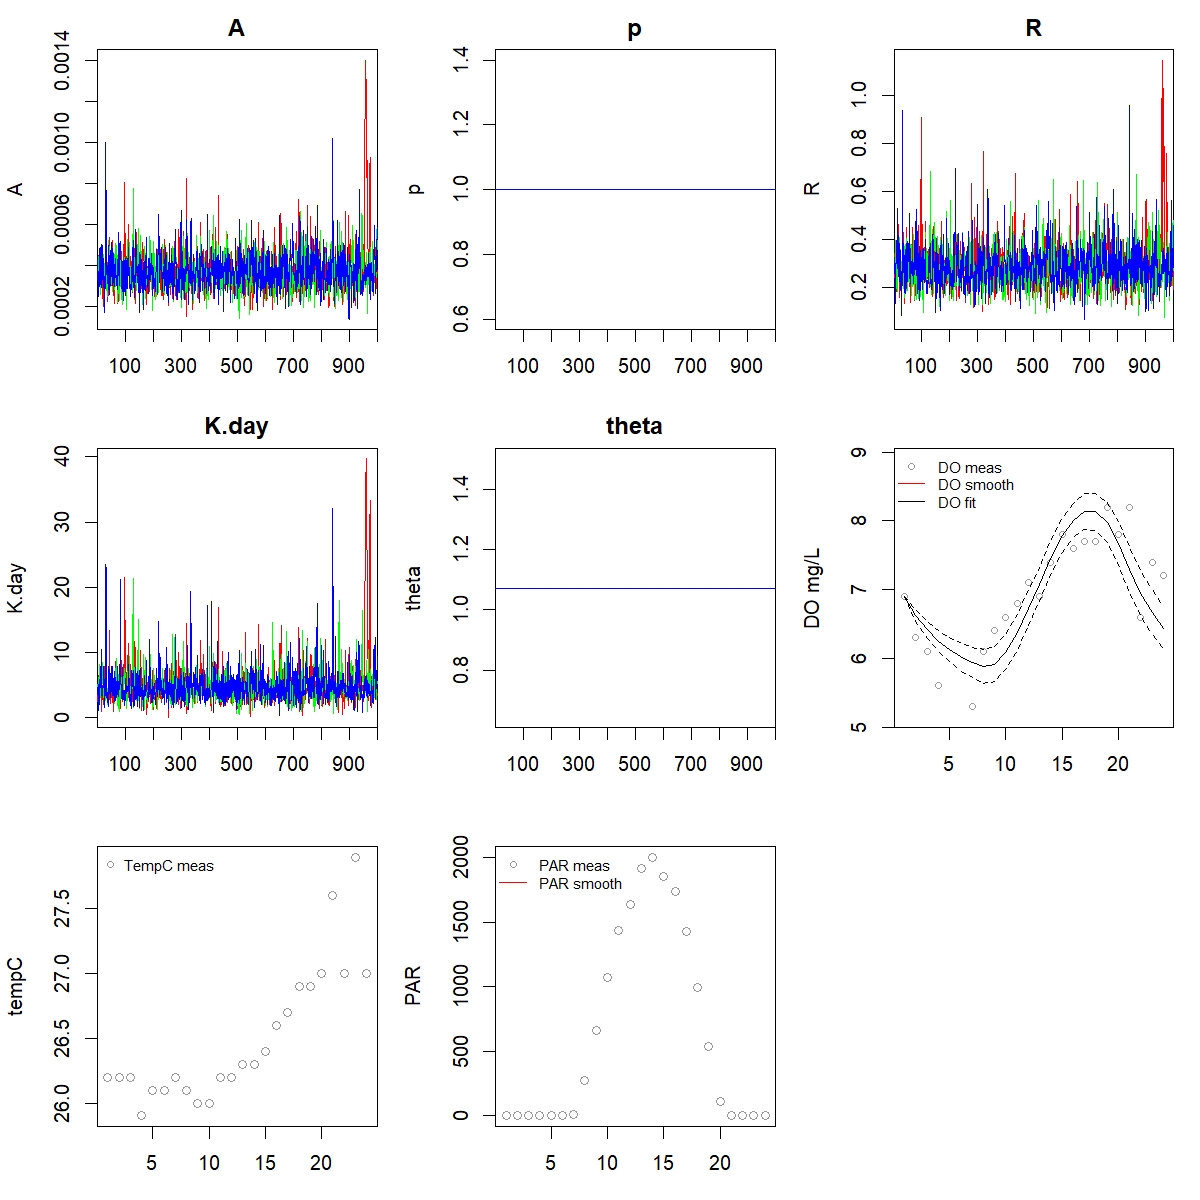 A
A
0.0002 0.0006 0.0010 0.0014
100 300 500 700 900
p
p
0.6 0.8 1.0 1.2 1.4
100 300 500 700 900
R
R
0.2 0.4 0.6 0.8 1.0
100 300 500 700 900
K.day
K.day
0 10 20 30 40
100 300 500 700 900
theta
theta
0.8 1.0 1.2 1.4
100 300 500 700 900
DO mg/L
5 6 7 8 9
DO meas
DO smooth
DO fit
5 10 15 20
tempC
26.0 26.5 27.0 27.5
TempC meas
5 10 15 20
PAR
0 500 1000 1500 2000
PAR meas
PAR smooth
5 10 15 20